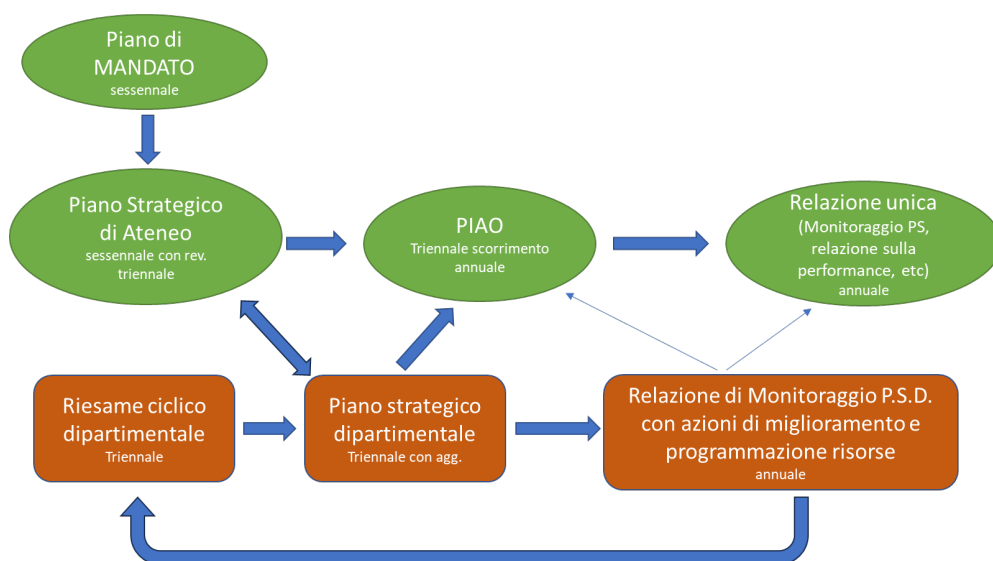 Piano di
MANDATO
sessennale
Piano Strategico
di Ateneo
sessennale con rev.
triennale
PIAO
Triennale scorrimento
annuale
Relazione unica
(Monitoraggio PS,
relazione sulla
performance, etc)
annuale
Riesame ciclico
dipartimentale
Triennale
Piano strategico
dipartimentale
Triennale con agg.
Relazione di Monitoraggio P.S.D.
con azioni di miglioramento e
programmazione risorse
annuale